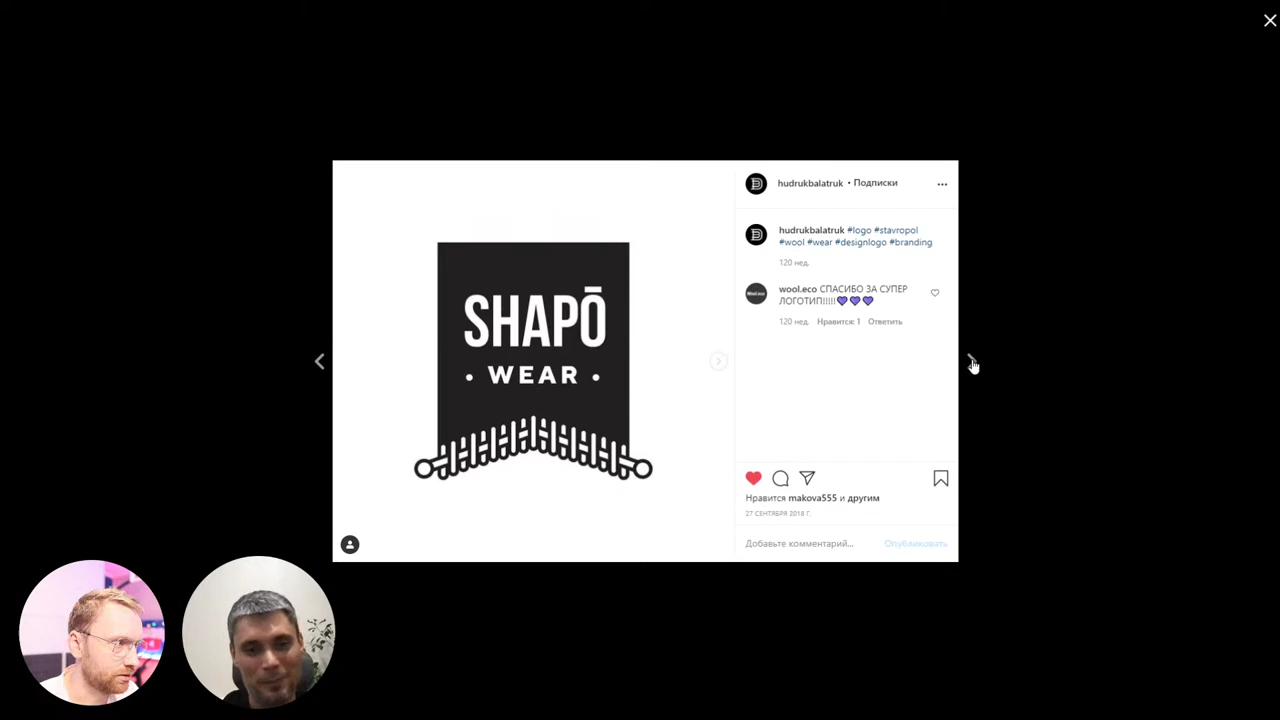 SHAPŌ
• WEAR •
hudrukbalatruk • Подписки
hudrukbalatruk #logo #stavropol
#wool #wear #designlogo #branding
120 нед.
wool.eco СПАСИБО ЗА СУПЕР
ЛОГОТИП!!!!!💜💜💜
120 нед. Нравится: 1 Ответить
Нравится makova555 и другим
27 СЕНТЯБРЯ 2018 Г.
Добавьте комментарий... Опубликовать